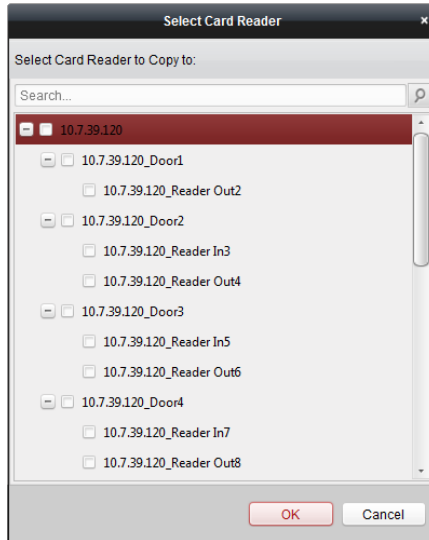 Select Card Reader
Select Card Reader to Copy to:
Search...
10.7.39.120
10.7.39.120_Door1
10.7.39.120_Reader Out2
10.7.39.120_Door2
10.7.39.120_Reader In3
10.7.39.120_Reader Out4
10.7.39.120_Door3
10.7.39.120_Reader In5
10.7.39.120_Reader Out6
10.7.39.120_Door4
10.7.39.120_Reader In7
10.7.39.120_Reader Out8
OK Cancel